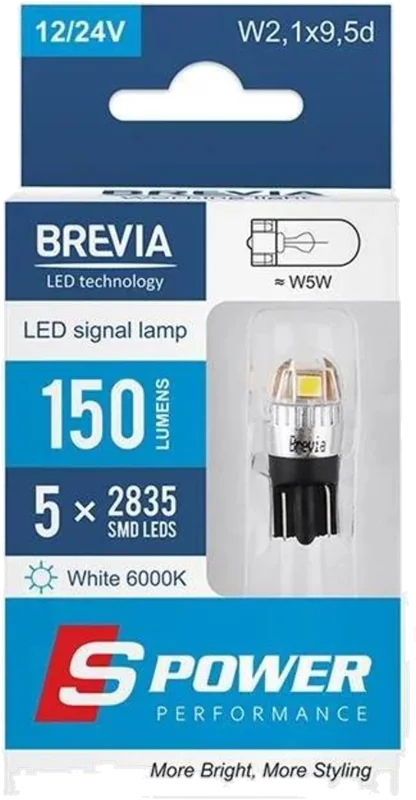 12/24V
W2,1x9,5d
BREVIA
BREVIA
LED technology
≈ W5W
LED signal lamp
150
LUMENS
Brevia
5 × 2835
SMD LEDS
White 6000K
S POWER
PERFORMANCE
More Bright, More Styling